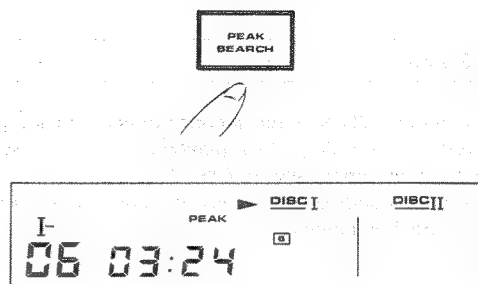 PEAK
SEARCH
DISC I DISC II
PEAK
I-
06 03:24